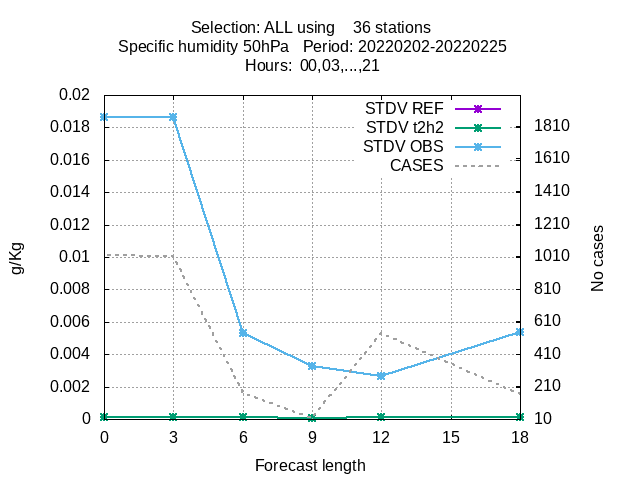 Selection: ALL using    36 stations
Specific humidity 50hPa   Period: 20220202-20220225
Hours:  00,03,...,21
0.02
0.018
0.016
0.014
0.012
0.01
0.008
0.006
0.004
0.002
0
g/Kg
STDV REF
STDV t2h2
STDV OBS
CASES
1810
1610
1410
1210
1010
810
610
410
210
10
No cases
0 3 6 9 12 15 18
Forecast length